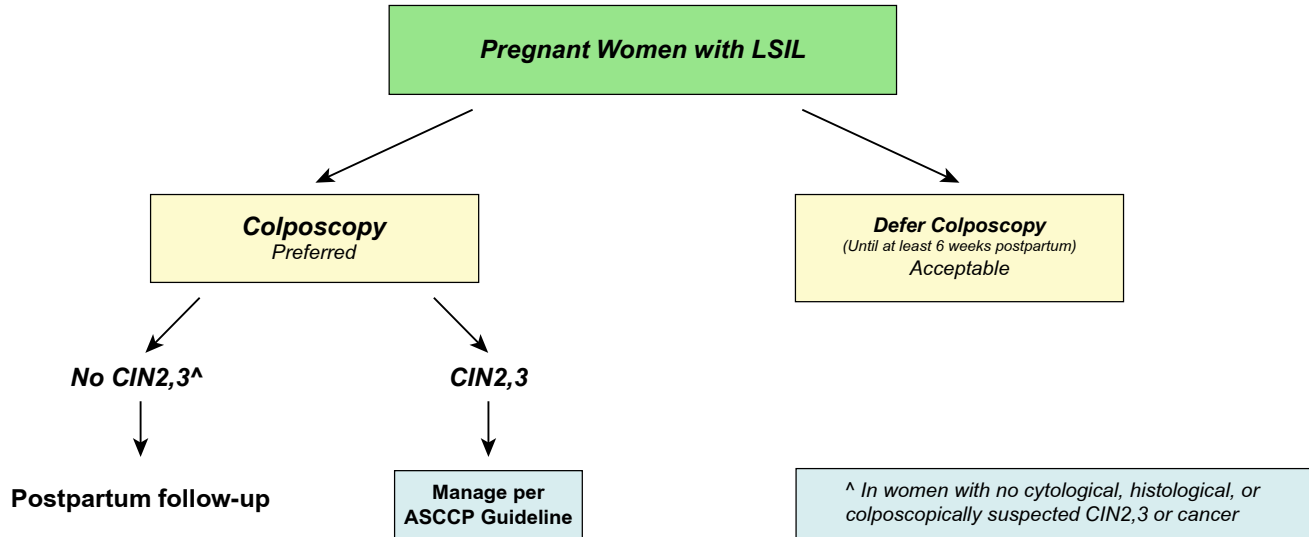 Pregnant Women with LSIL
Colposcopy
Preferred
Defer Colposcopy
(Until at least 6 weeks postpartum)
Acceptable
No CIN2,3^
CIN2,3
Postpartum follow-up
Manage per
ASCCP Guideline
^ In women with no cytological, histological, or
colposcopically suspected CIN2,3 or cancer